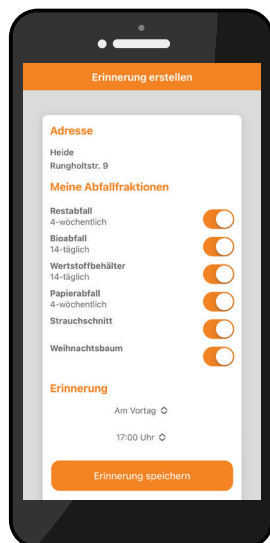 Erinnerung erstellen
Adresse
Heide
Rungholtstr. 9
Meine Abfallfraktionen
Restabfall
4-wöchentlich
Bioabfall
14-täglich
Wertstoffbehälter
14-täglich
Papierabfall
4-wöchentlich
Strauchschnitt
Weihnachtsbaum
Erinnerung
Am Vortag
17:00 Uhr
Erinnerung speichern